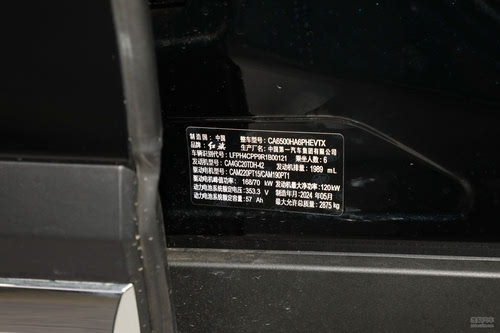 制造国：中国 整车型号：CA6500HA6PHEVTX
品牌：红旗 生产厂名：中国第一汽车集团有限公司
车辆识别代号：LFPH4CPP9R1B00121 乘坐人数：6
发动机型号：CA4GC20TDH-42 发动机排量：1989 mL
驱动电机型号：CAM220PT15/CAM190PT1
驱动电机峰值功率：168/70 kW 发动机最大净功率：120kW
动力电池系统额定电压：353.3 V 制造年月：2024 年05月
动力电池系统额定容量：57 Ah 最大允许总质量：2875 kg